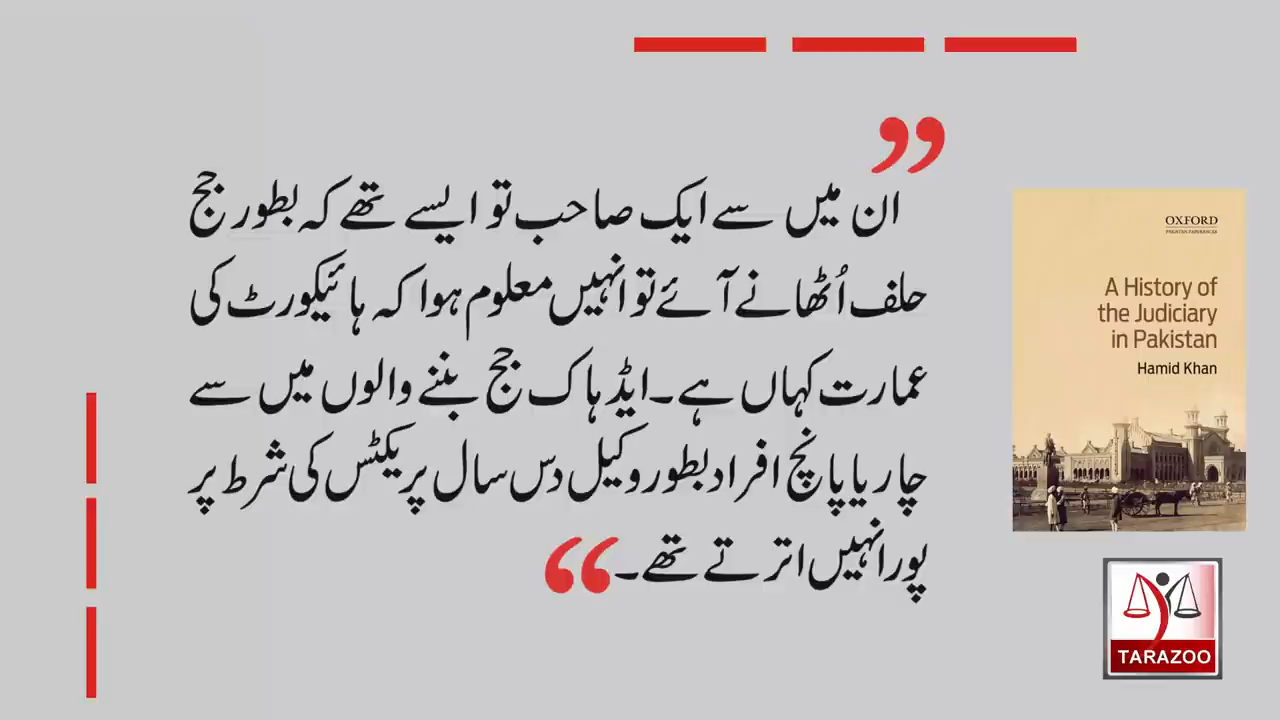 ”
ان میں سے ایک صاحب تو ایسے تھے کہ بطور جج
حلف اُٹھانے آئے تو انہیں معلوم ہوا کہ ہائیکورٹ کی
عمارت کہاں ہے۔ ایڈہاک جج بننے والوں میں سے
چار یا پانچ افراد بطور وکیل دس سال پریکٹس کی شرط پر
پورا نہیں اترتے تھے۔“
OXFORD
A History of
the Judiciary
in Pakistan
Hamid Khan
TARAZOO